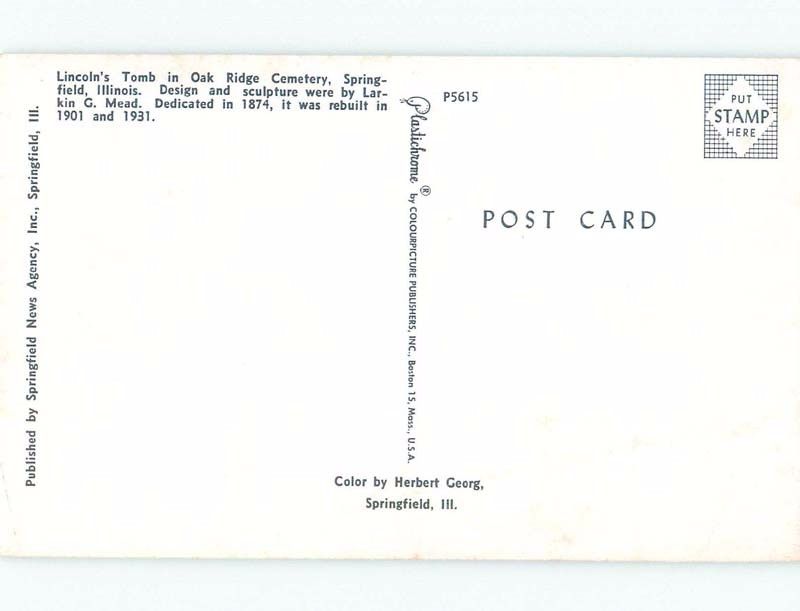 Lincoln's Tomb in Oak Ridge Cemetery, Spring-
field, Illinois. Design and sculpture were by Lar-
kin G. Mead. Dedicated in 1874, it was rebuilt in
1901 and 1931.
Published by Springfield News Agency, Inc., Springfield, Ill.
Plastichrome ® by COLOURPICTURE PUBLISHERS, INC., Boston 15, Mass., U.S.A.
P5615
PUT
STAMP
HERE
POST CARD
Color by Herbert Georg,
Springfield, Ill.